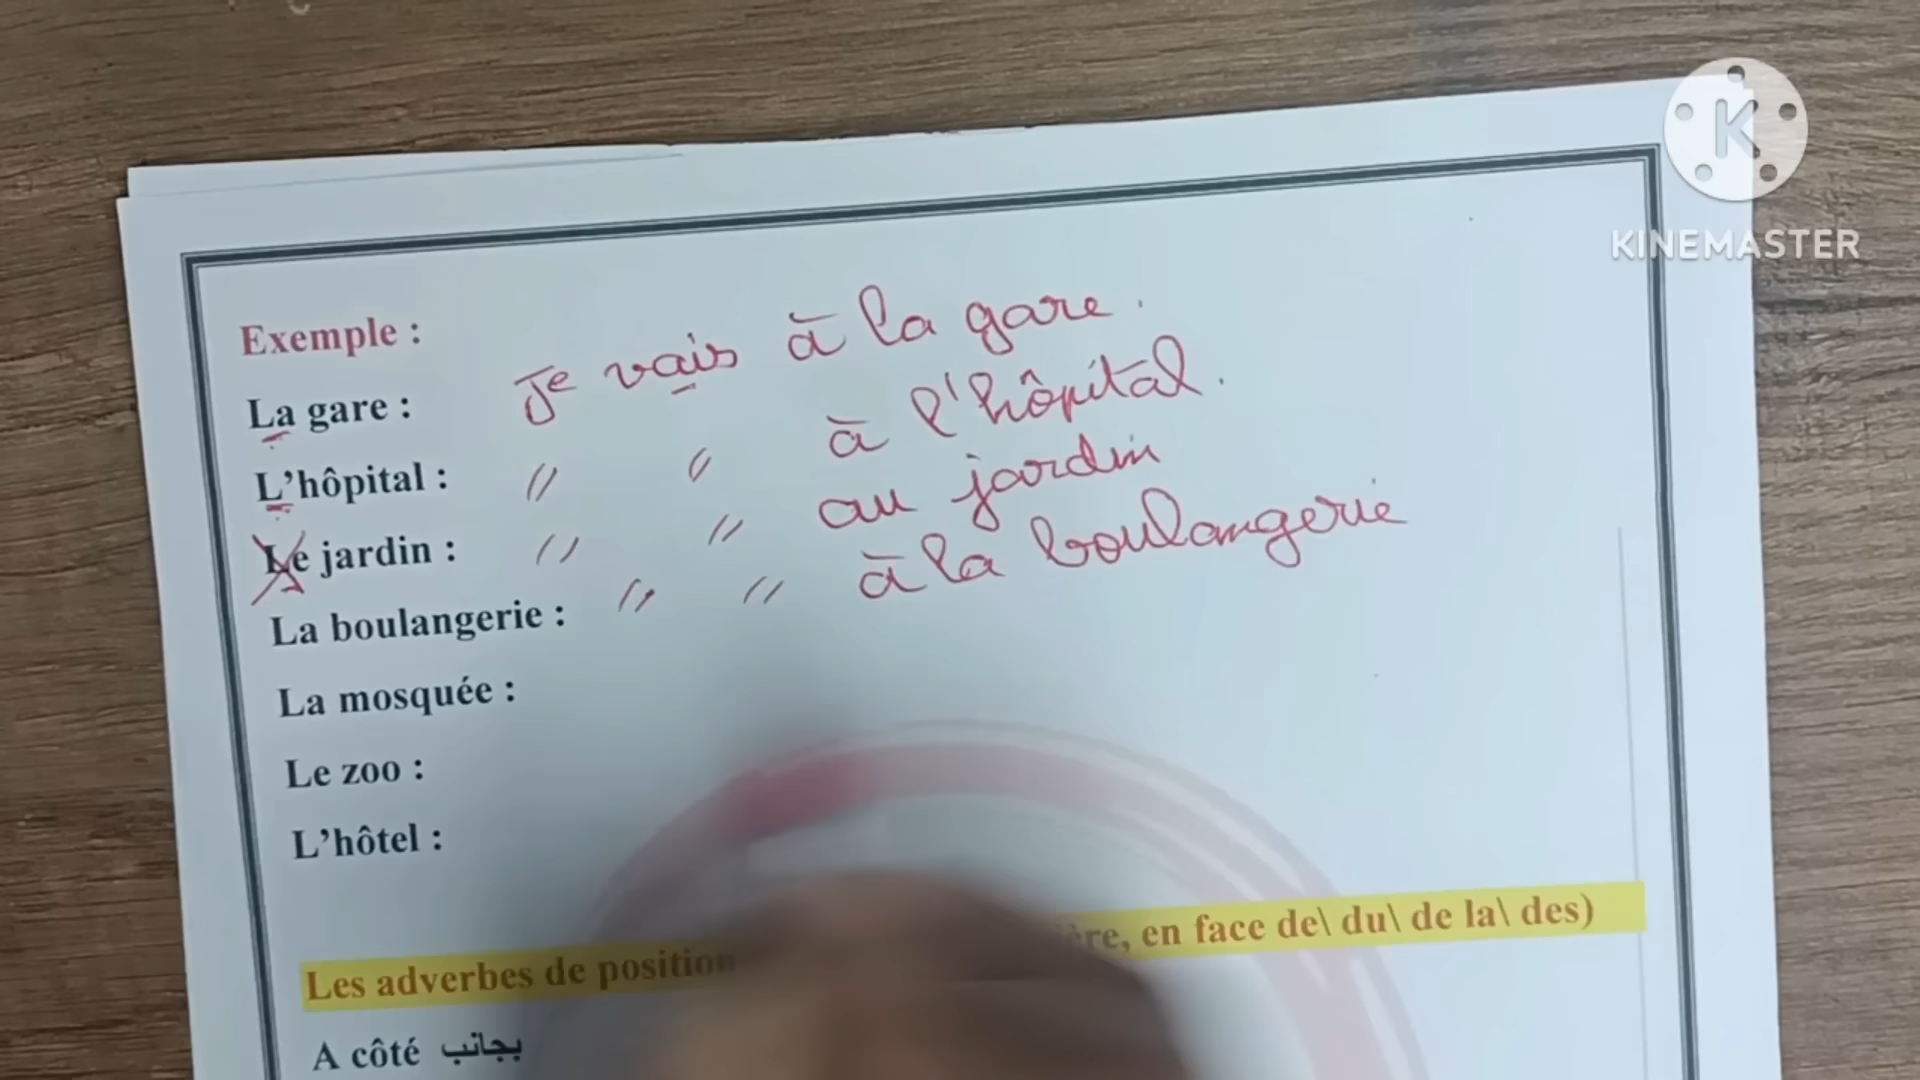 K
KINEMASTER
Exemple :
La gare : Je vais à la gare.
L'hôpital : // // à l'hôpital.
Le jardin : // // au jardin
La boulangerie : // // à la boulangerie
La mosquée :
Le zoo :
L'hôtel :
Les adverbes de position ère, en face de\ du\ de la\ des)
A côté بجانب